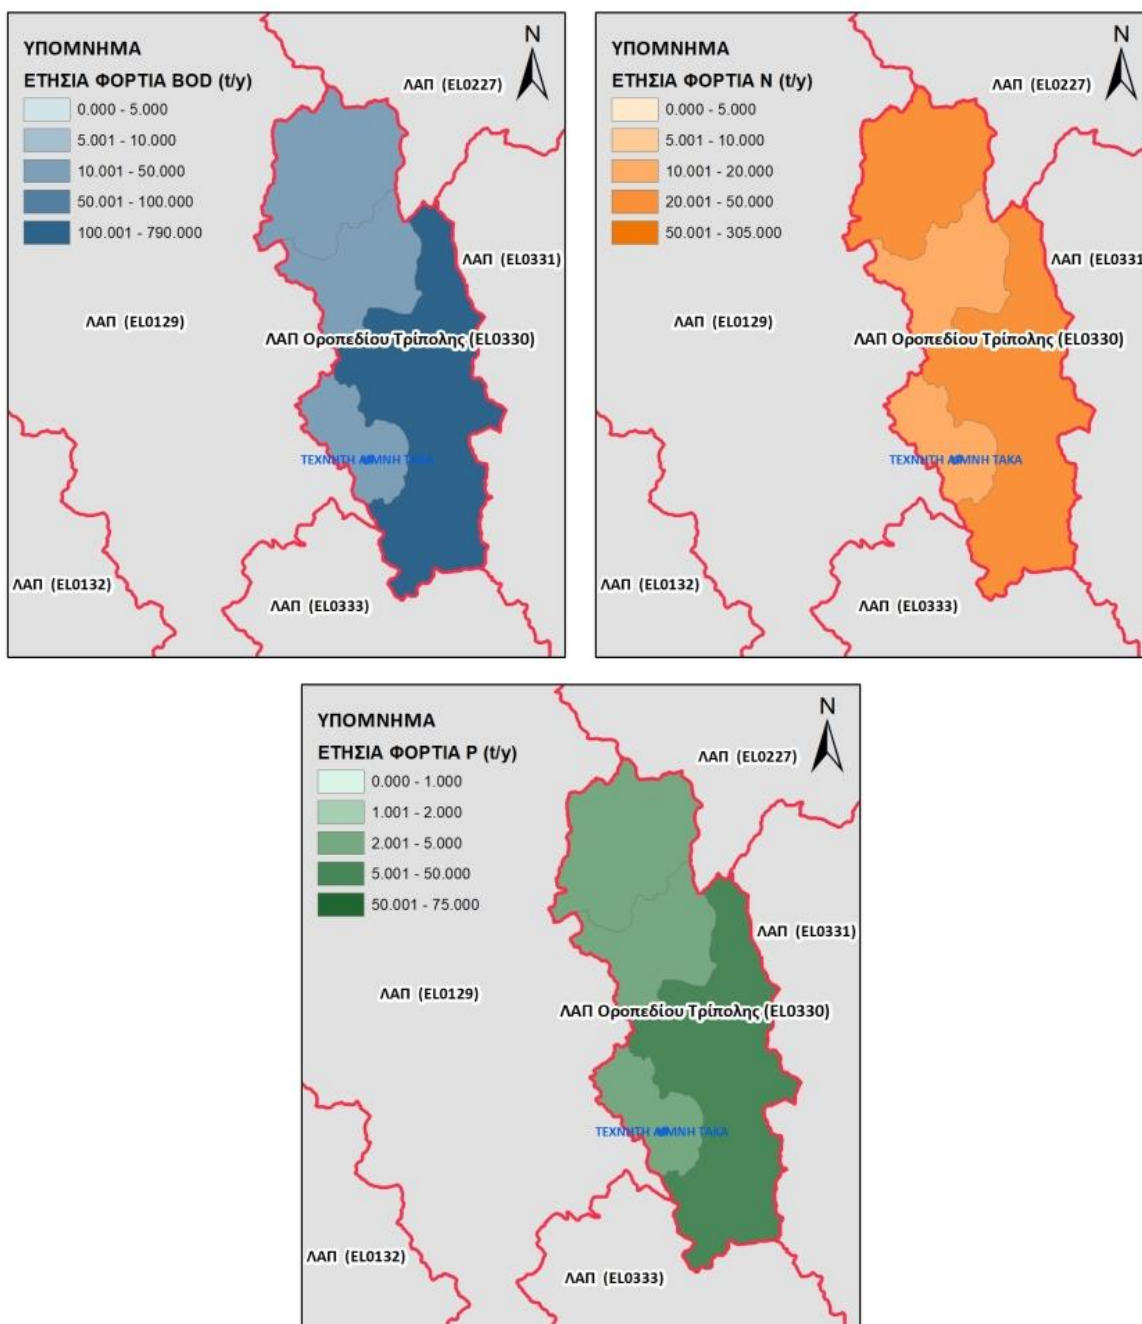 ΥΠΟΜΝΗΜΑ
ΕΤΗΣΙΑ ΦΟΡΤΙΑ BOD (t/y)
0.000 - 5.000
5.001 - 10.000
10.001 - 50.000
50.001 - 100.000
100.001 - 790.000
N
ΛΑΠ (EL0227)
ΛΑΠ (EL0331)
ΛΑΠ (EL0129)
ΛΑΠ Οροπεδίου Τρίπολης (EL0330)
ΤΕΧΝΗΤΗ ΛΙΜΝΗ ΤΑΚΑ
ΛΑΠ (EL0132)
ΛΑΠ (EL0333)
ΥΠΟΜΝΗΜΑ
ΕΤΗΣΙΑ ΦΟΡΤΙΑ N (t/y)
0.000 - 5.000
5.001 - 10.000
10.001 - 20.000
20.001 - 50.000
50.001 - 305.000
N
ΛΑΠ (EL0227)
ΛΑΠ (EL0331
ΛΑΠ (EL0129)
ΛΑΠ Οροπεδίου Τρίπολης (EL0330)
ΤΕΧΝΗΤΗ ΛΙΜΝΗ ΤΑΚΑ
ΛΑΠ (EL0132)
ΛΑΠ (EL0333)
ΥΠΟΜΝΗΜΑ
ΕΤΗΣΙΑ ΦΟΡΤΙΑ P (t/y)
0.000 - 1.000
1.001 - 2.000
2.001 - 5.000
5.001 - 50.000
50.001 - 75.000
N
ΛΑΠ (EL0227)
ΛΑΠ (EL0331)
ΛΑΠ (EL0129)
ΛΑΠ Οροπεδίου Τρίπολης (EL0330)
ΤΕΧΝΗΤΗ ΛΙΜΝΗ ΤΑΚΑ
ΛΑΠ (EL0132)
ΛΑΠ (EL0333)